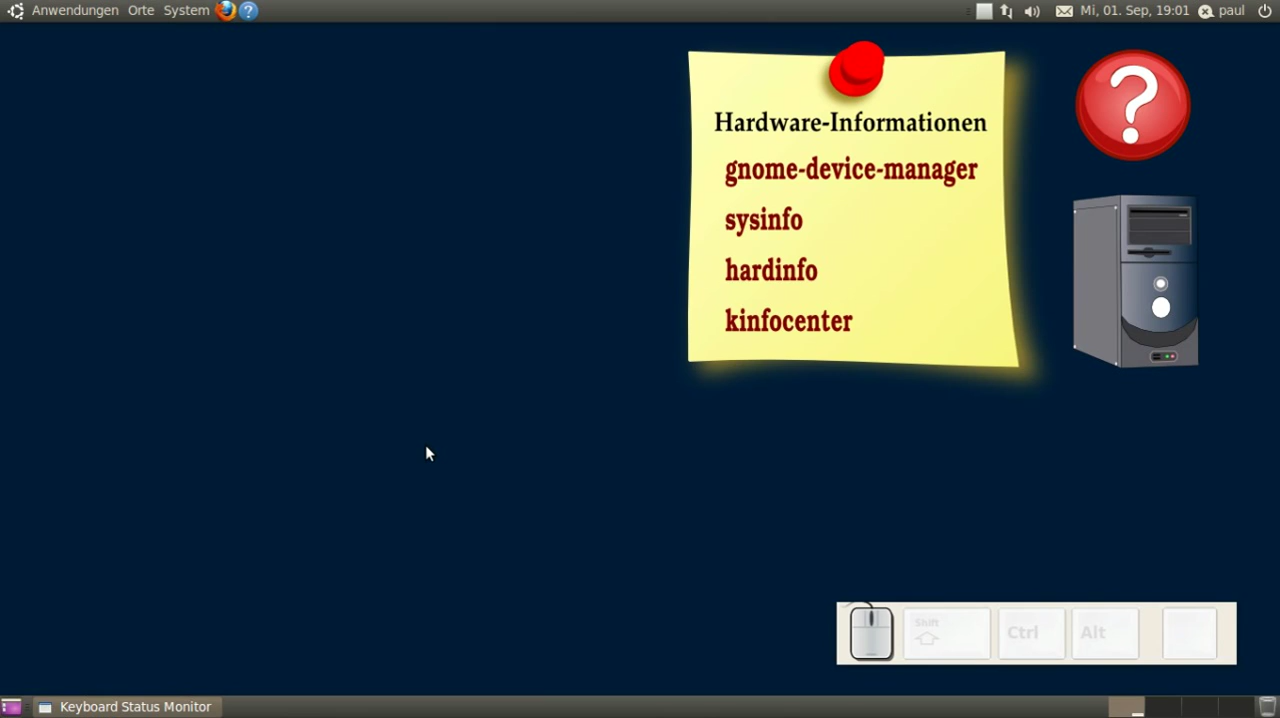 Anwendungen Orte System ?
Mi, 01. Sep, 19:01 paul
?
Hardware-Informationen
gnome-device-manager
sysinfo
hardinfo
kinfocenter
Shift Ctrl Alt
Keyboard Status Monitor